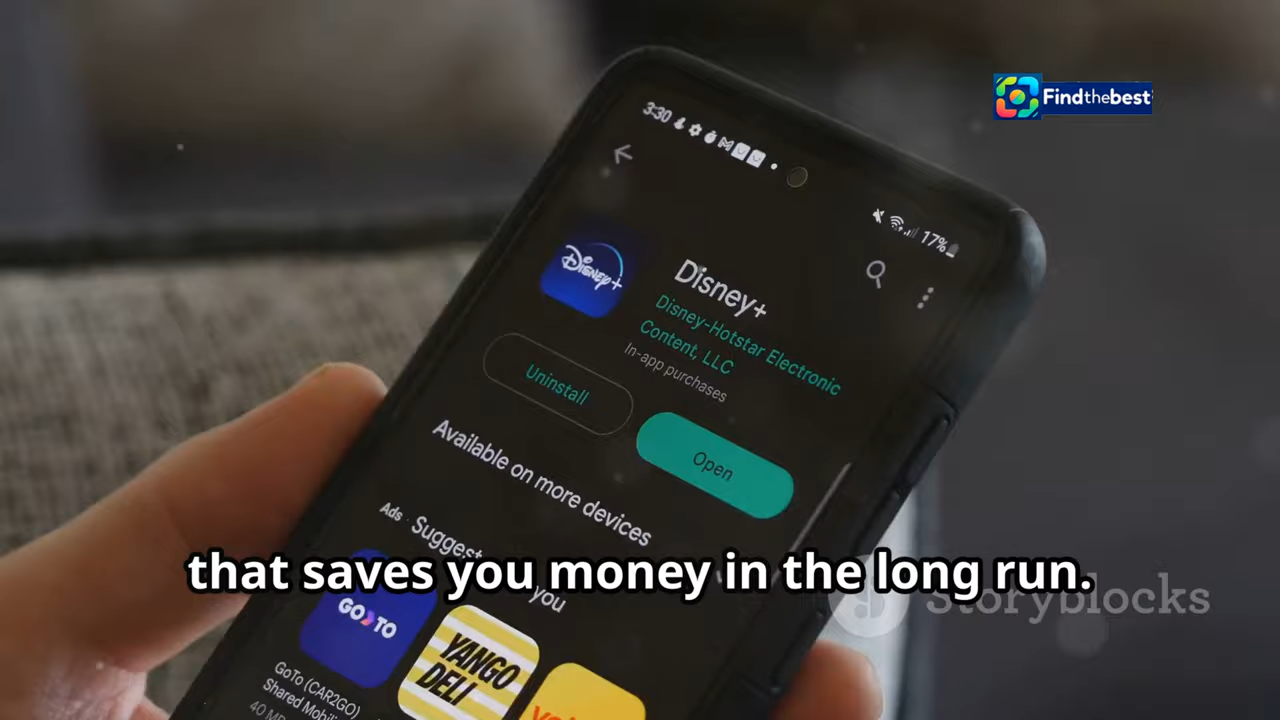 Findthebest
3:30
17%
Disney+
Disney+
Disney-Hotstar Electronic
Content, LLC
In-app purchases
Uninstall
Open
Available on more devices
Ads
Suggest
you
that saves you money in the long run.
Storyblocks
GO TO
YANGO
DELI
GoTo (CAR2GO)
Shared